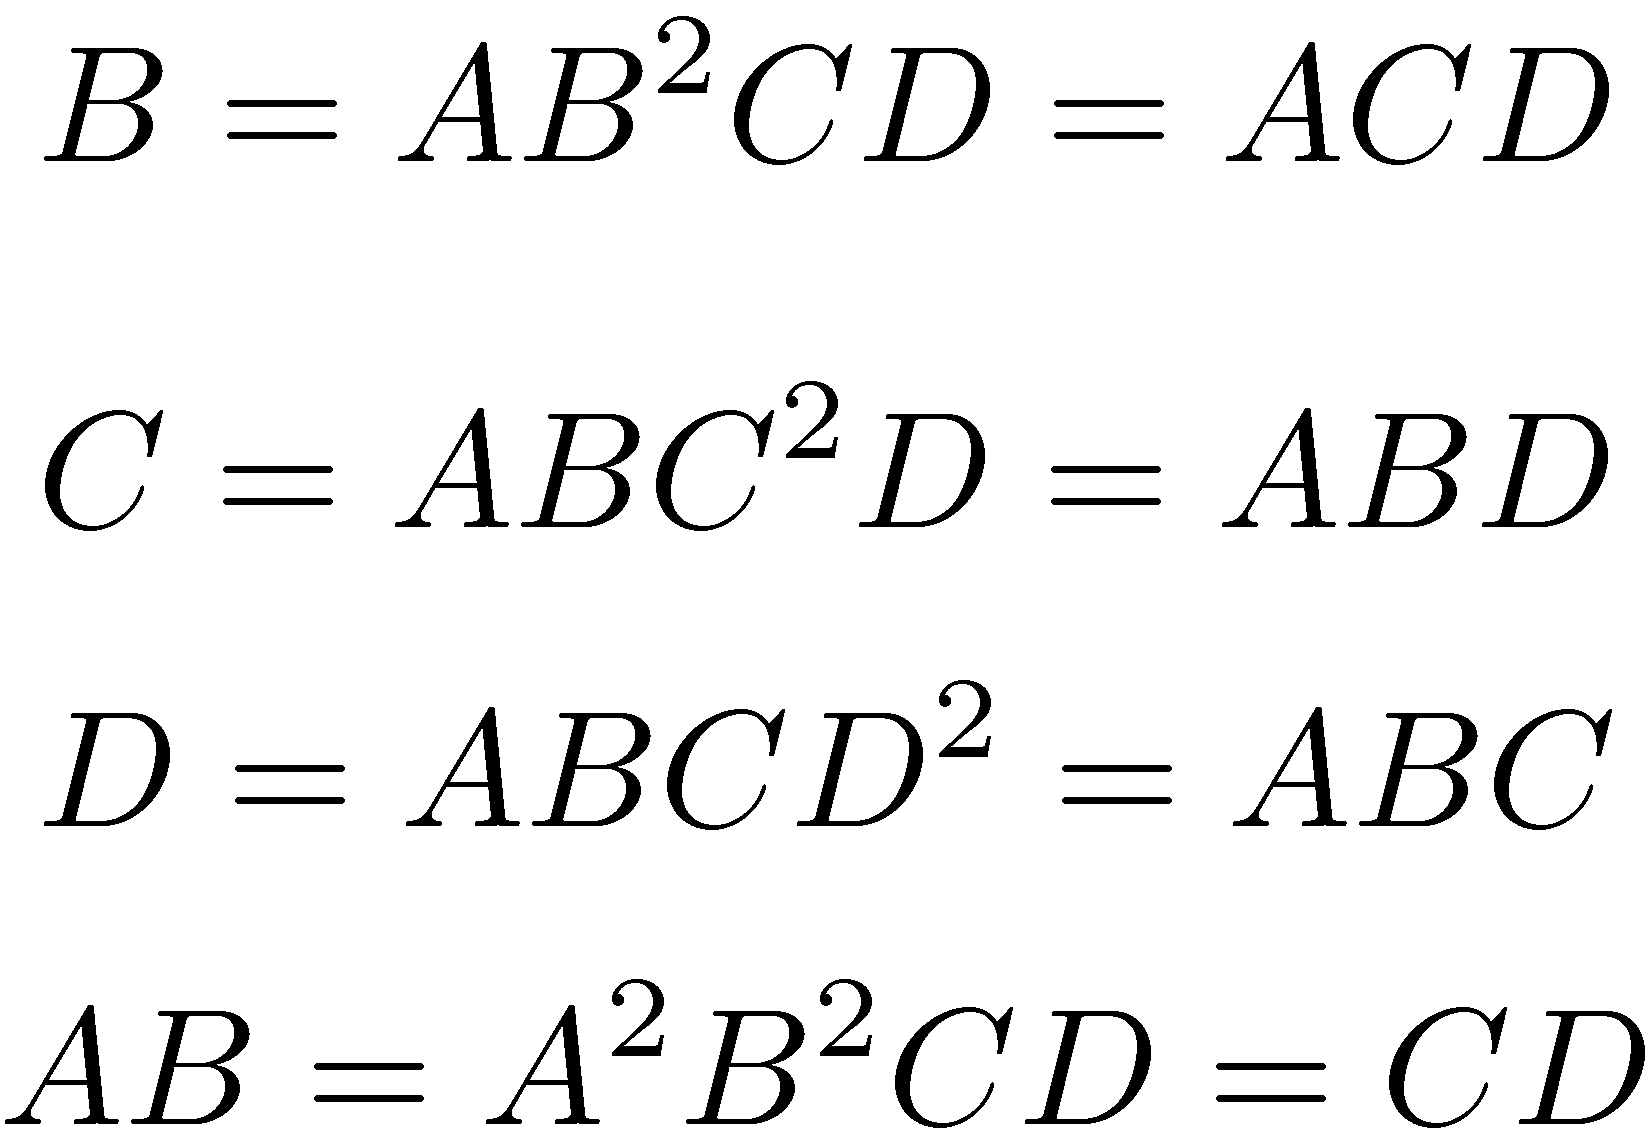 B = AB²CD = ACD
C = ABC²D = ABD
D = ABCD² = ABC
AB = A²B²CD = CD